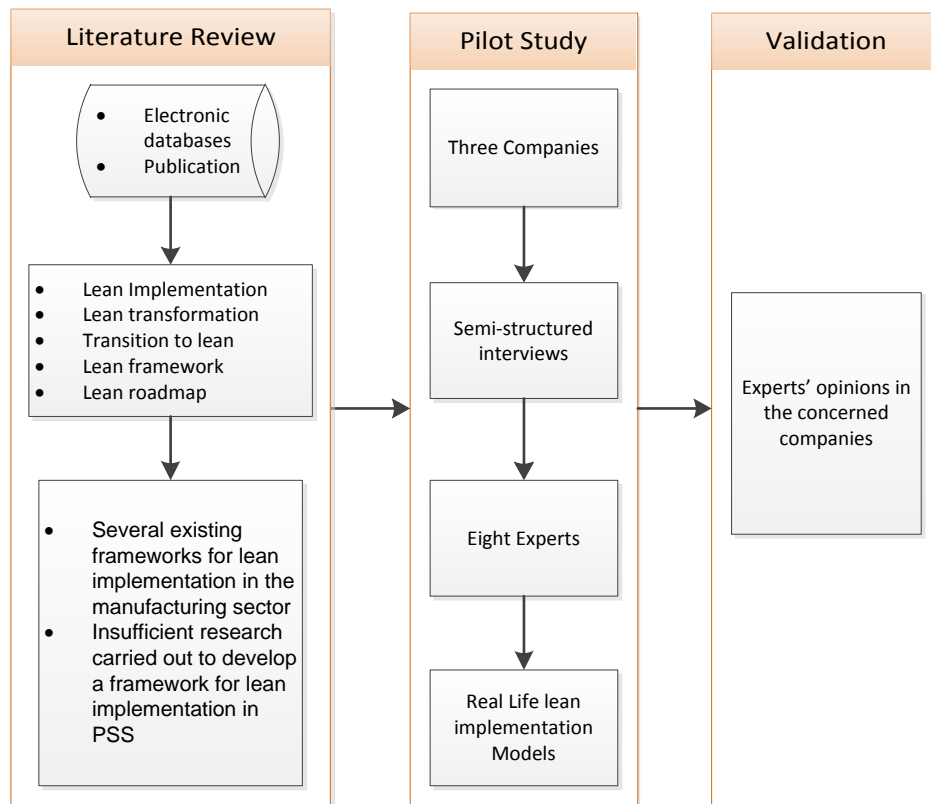 Literature Review
• Electronic
databases
• Publication
• Lean Implementation
• Lean transformation
• Transition to lean
• Lean framework
• Lean roadmap
• Several existing
frameworks for lean
implementation in the
manufacturing sector
• Insufficient research
carried out to develop
a framework for lean
implementation in
PSS
Pilot Study
Three Companies
Semi-structured
interviews
Eight Experts
Real Life lean
implementation
Models
Validation
Experts’ opinions in
the concerned
companies